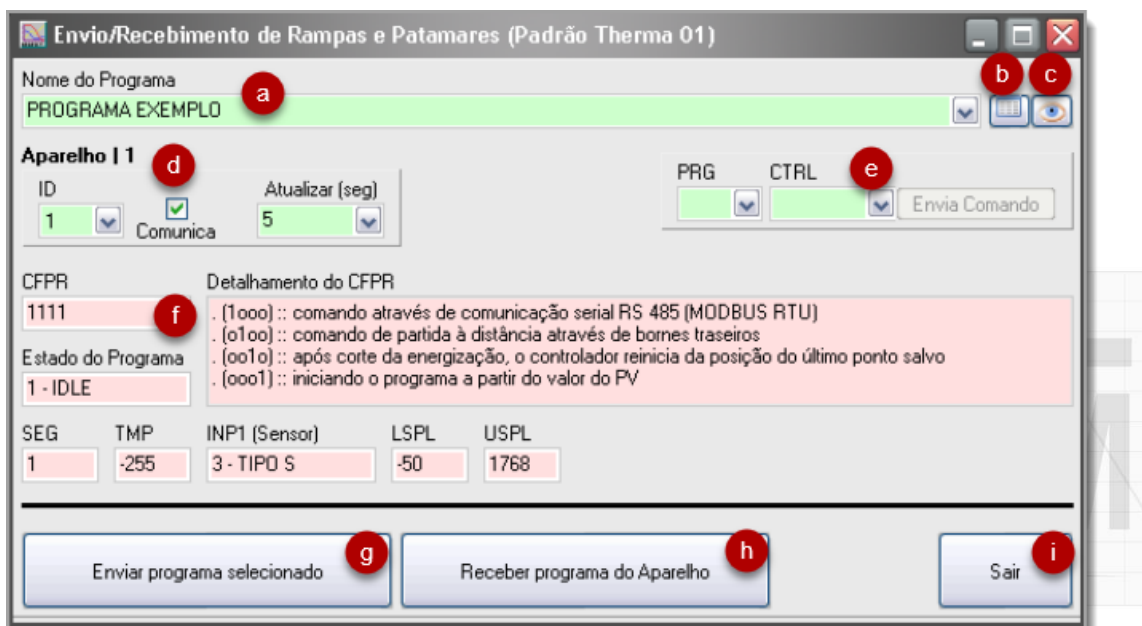 Envio/Recebimento de Rampas e Patamares (Padrão Therma 01)
b c
Nome do Programa
a
PROGRAMA EXEMPLO
Aparelho | 1
d
ID Atualizar (seg)
1 Comunica 5
PRG CTRL e
Envia Comando
CFPR Detalhamento do CFPR
1111 f
. (1ooo) :: comando através de comunicação serial RS 485 (MODBUS RTU)
. (o1oo) :: comando de partida à distância através de bornes traseiros
. (oo1o) :: após corte da energização, o controlador reinicia da posição do último ponto salvo
. (ooo1) :: iniciando o programa a partir do valor do PV
Estado do Programa
1 - IDLE
SEG TMP INP1 (Sensor) LSPL USPL
1 -255 3 - TIPO S -50 1768
g h i
Enviar programa selecionado Receber programa do Aparelho Sair